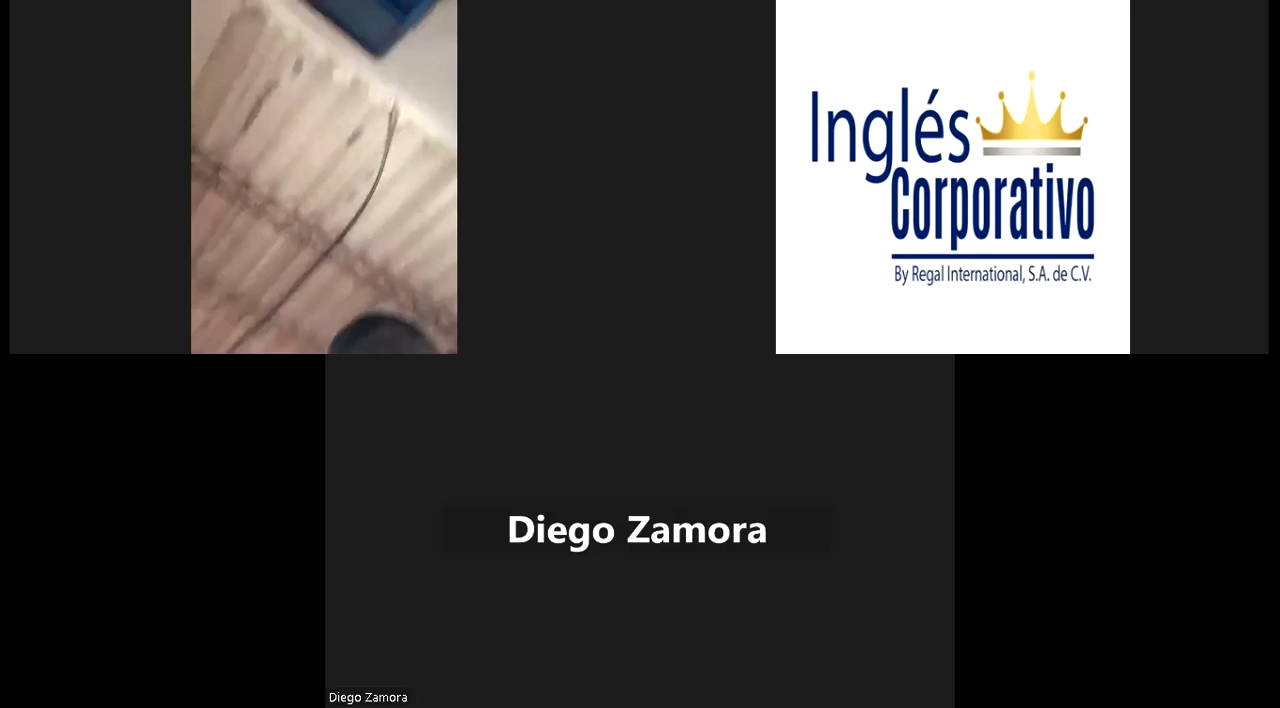 Inglés
Corporativo
By Regal International, S.A. de C.V.
Diego Zamora
Diego Zamora